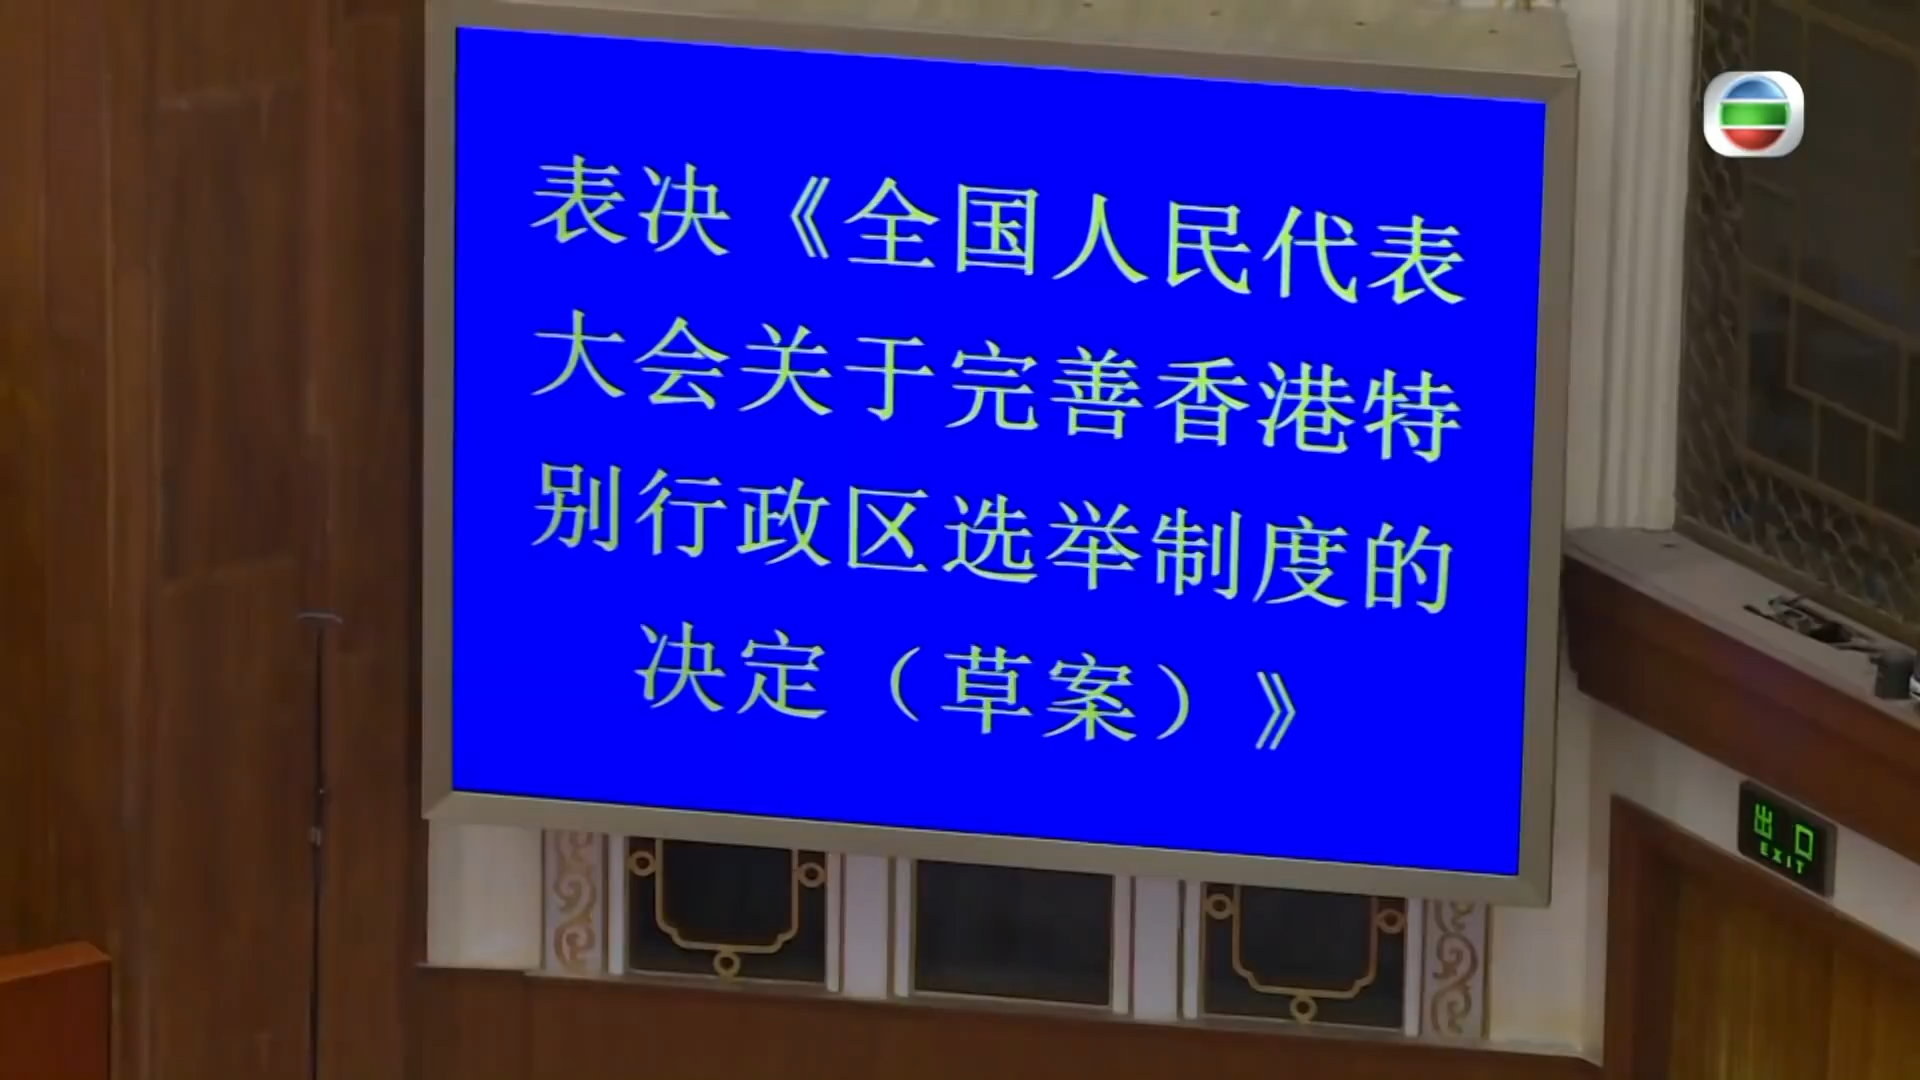 表决《全国人民代表
大会关于完善香港特
别行政区选举制度的
决定（草案）》
出口
EXIT